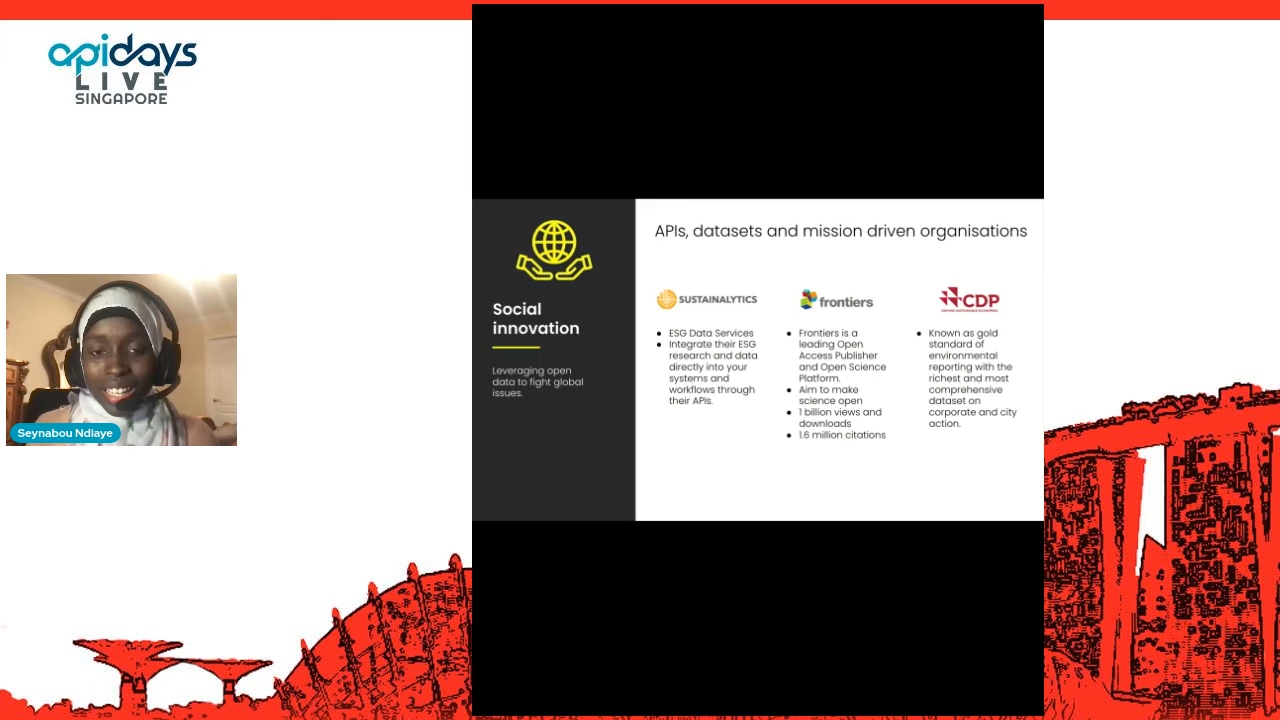 apidays
LIVE
SINGAPORE
Seynabou Ndiaye
Social
innovation
Leveraging open
data to fight global
issues.
APIs, datasets and mission driven organisations
SUSTAINALYTICS
● ESG Data Services
● Integrate their ESG
research and data
directly into your
systems and
workflows through
their APIs.
frontiers
● Frontiers is a
leading Open
Access Publisher
and Open Science
Platform.
● Aim to make
science open
● 1 billion views and
downloads
● 1.6 million citations
CDP
DRIVING SUSTAINABLE ECONOMIES
● Known as gold
standard of
environmental
reporting with the
richest and most
comprehensive
dataset on
corporate and city
action.